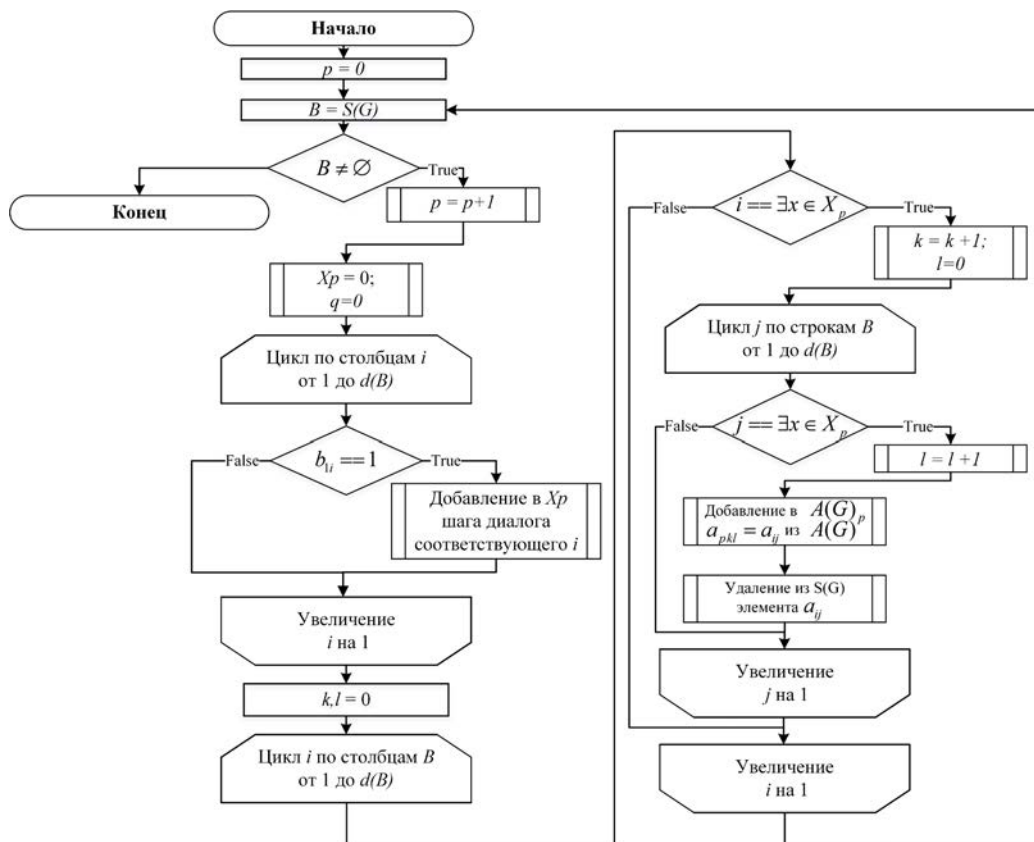 Начало
p = 0
B = S(G)
B ≠ ∅
True
Конец
p = p+1
Xp = 0;
q=0
Цикл по столбцам i
от 1 до d(B)
b1i == 1
False
True
Добавление в Xp
шага диалога
соответствующего i
Увеличение
i на 1
k,l = 0
Цикл i по столбцам B
от 1 до d(B)
i == ∃x ∈ Xp
False
True
k = k +1;
l=0
Цикл j по строкам B
от 1 до d(B)
j == ∃x ∈ Xp
False
True
l = l +1
Добавление в A(G)p
apkl = aij из A(G)
Удаление из S(G)
элемента aij
Увеличение
j на 1
Увеличение
i на 1